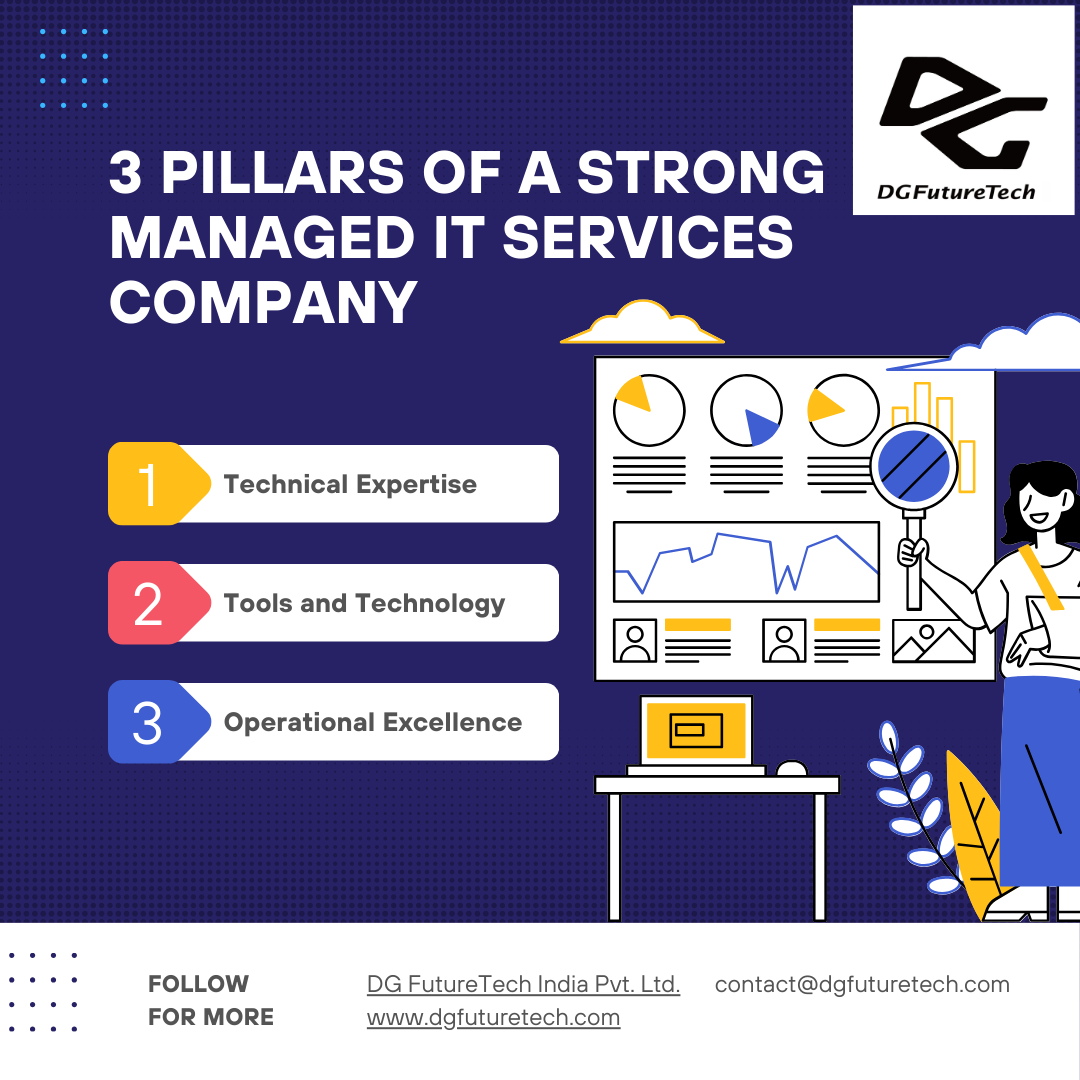 DGFutureTech
3 PILLARS OF A STRONG
MANAGED IT SERVICES
COMPANY
1 Technical Expertise
2 Tools and Technology
3 Operational Excellence
FOLLOW
FOR MORE
DG FutureTech India Pvt. Ltd.
www.dgfuturetech.com
contact@dgfuturetech.com